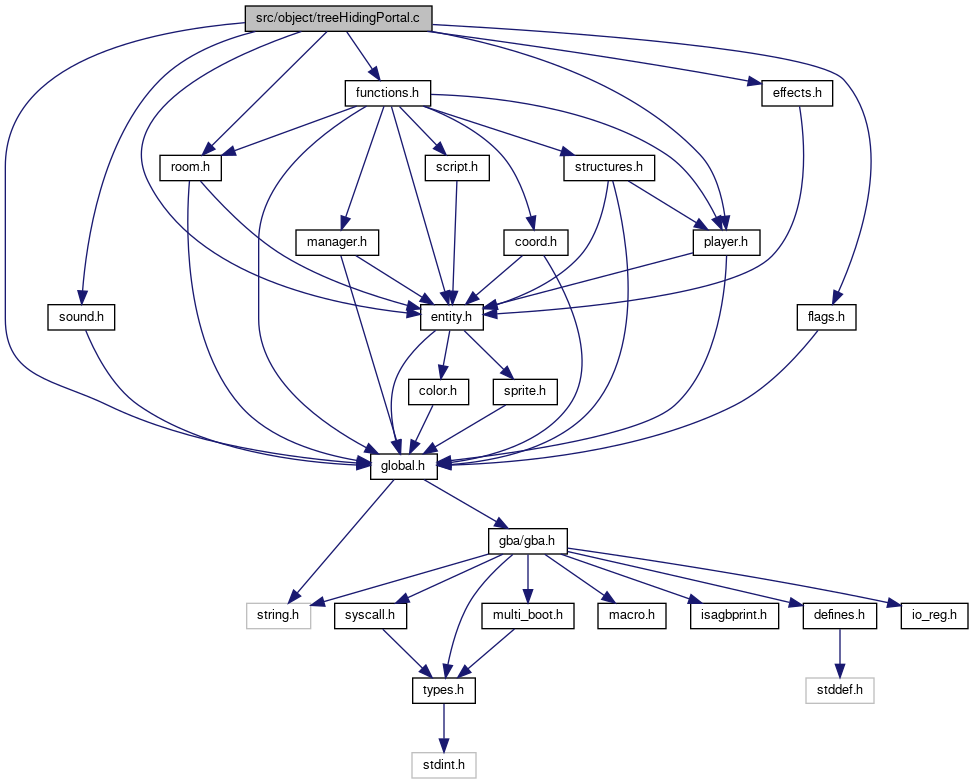 src/object/treeHidingPortal.c
functions.h
effects.h
room.h
script.h
structures.h
manager.h
coord.h
player.h
sound.h
entity.h
flags.h
color.h
sprite.h
global.h
gba/gba.h
string.h
syscall.h
multi_boot.h
macro.h
isagbprint.h
defines.h
io_reg.h
types.h
stddef.h
stdint.h